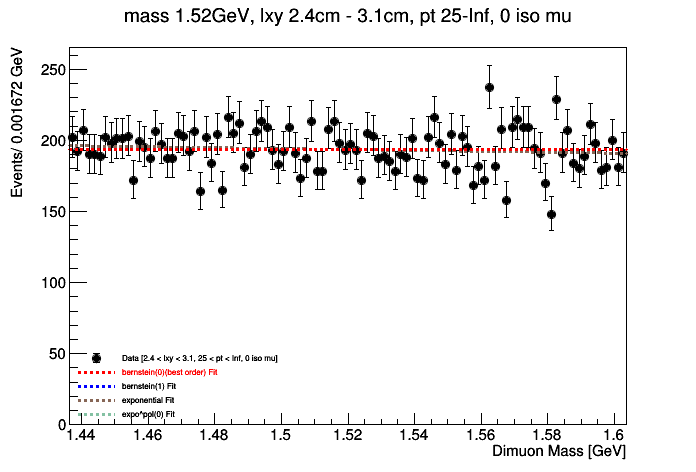 mass 1.52GeV, lxy 2.4cm - 3.1cm, pt 25-Inf, 0 iso mu
Events/ 0.001672 GeV
250
200
150
100
50
0
Data [2.4 < lxy < 3.1, 25 < pt < Inf, 0 iso mu]
bernstein(0)(best order) Fit
bernstein(1) Fit
exponential Fit
expo*pol(0) Fit
1.44 1.46 1.48 1.5 1.52 1.54 1.56 1.58 1.6
Dimuon Mass [GeV]